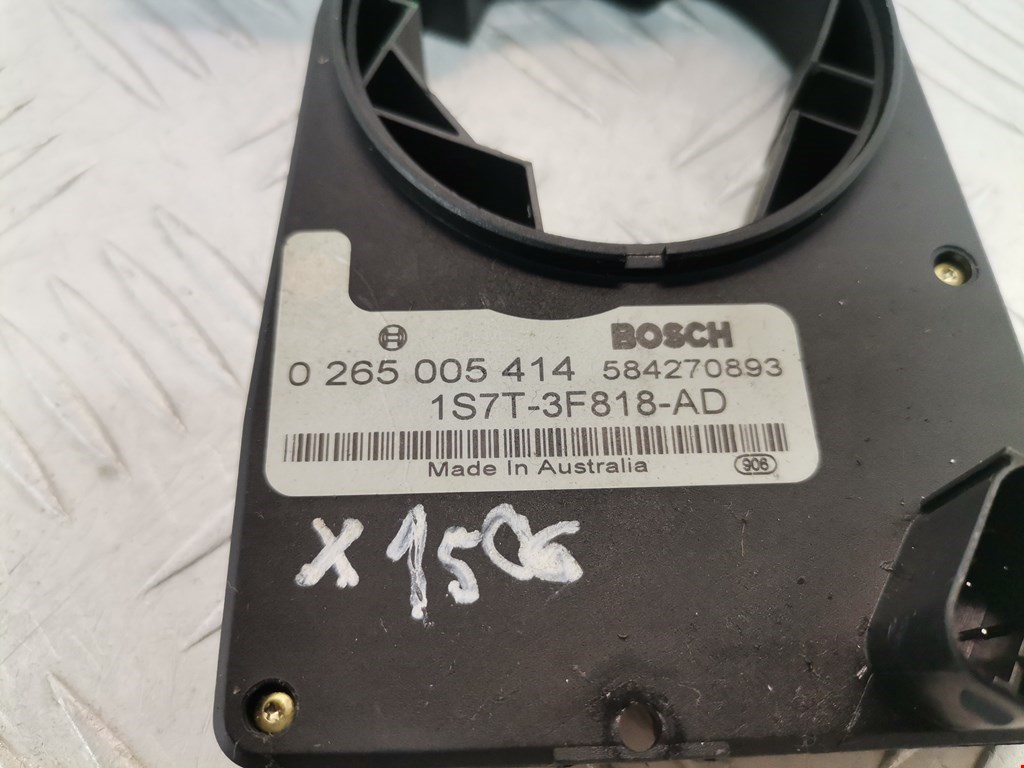 BOSCH
0 265 005 414 584270893
1S7T-3F818-AD
Made In Australia 906
X 1506